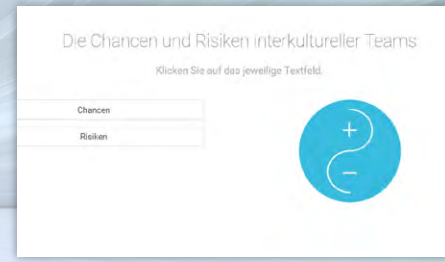 Die Chancen und Risiken interkultureller Teams
Klicken Sie auf das jeweilige Textfeld.
Chancen
Risiken
+
−